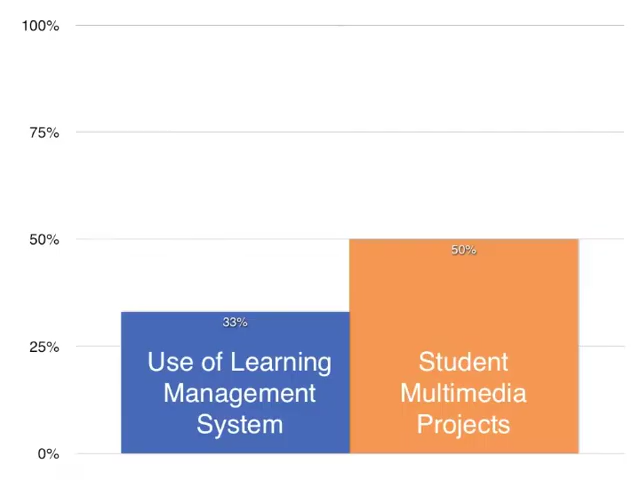 100%
75%
50%
50%
33%
25%
Use of Learning
Management
System
Student
Multimedia
Projects
0%